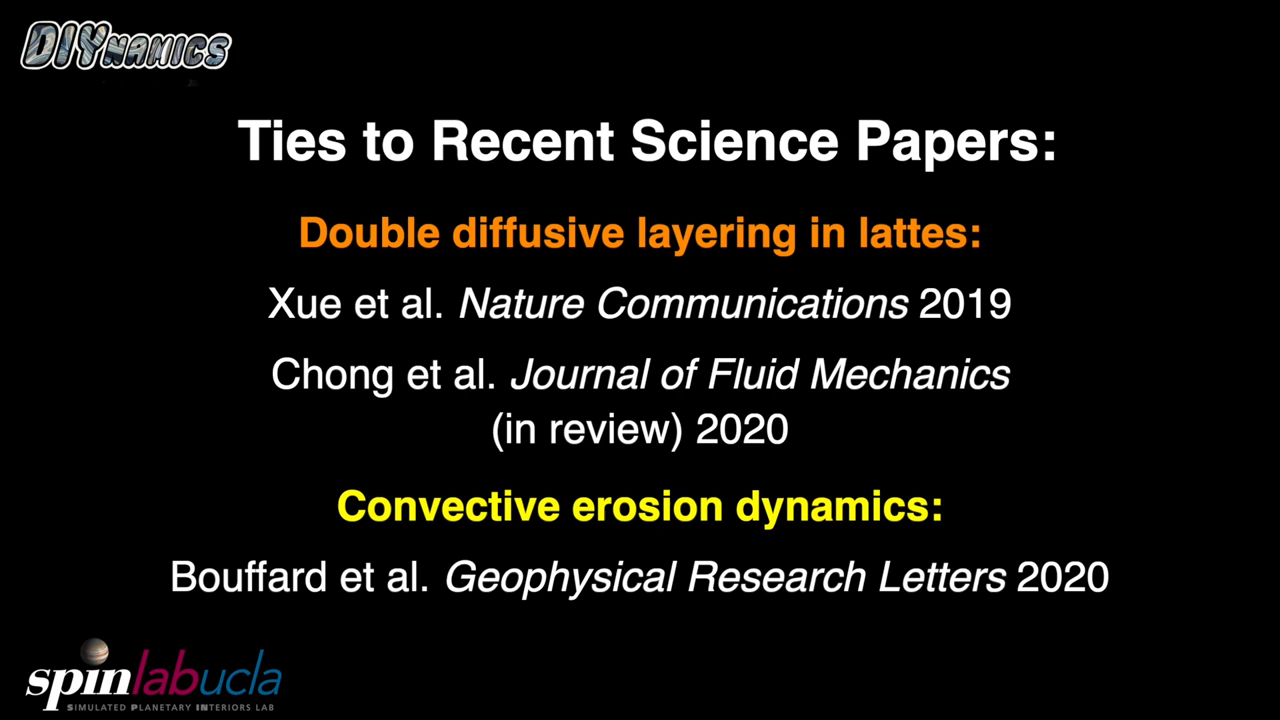 DIYNAMICS
Ties to Recent Science Papers:
Double diffusive layering in lattes:
Xue et al. Nature Communications 2019
Chong et al. Journal of Fluid Mechanics
(in review) 2020
Convective erosion dynamics:
Bouffard et al. Geophysical Research Letters 2020
spinlabucla
SIMULATED PLANETARY INTERIORS LAB